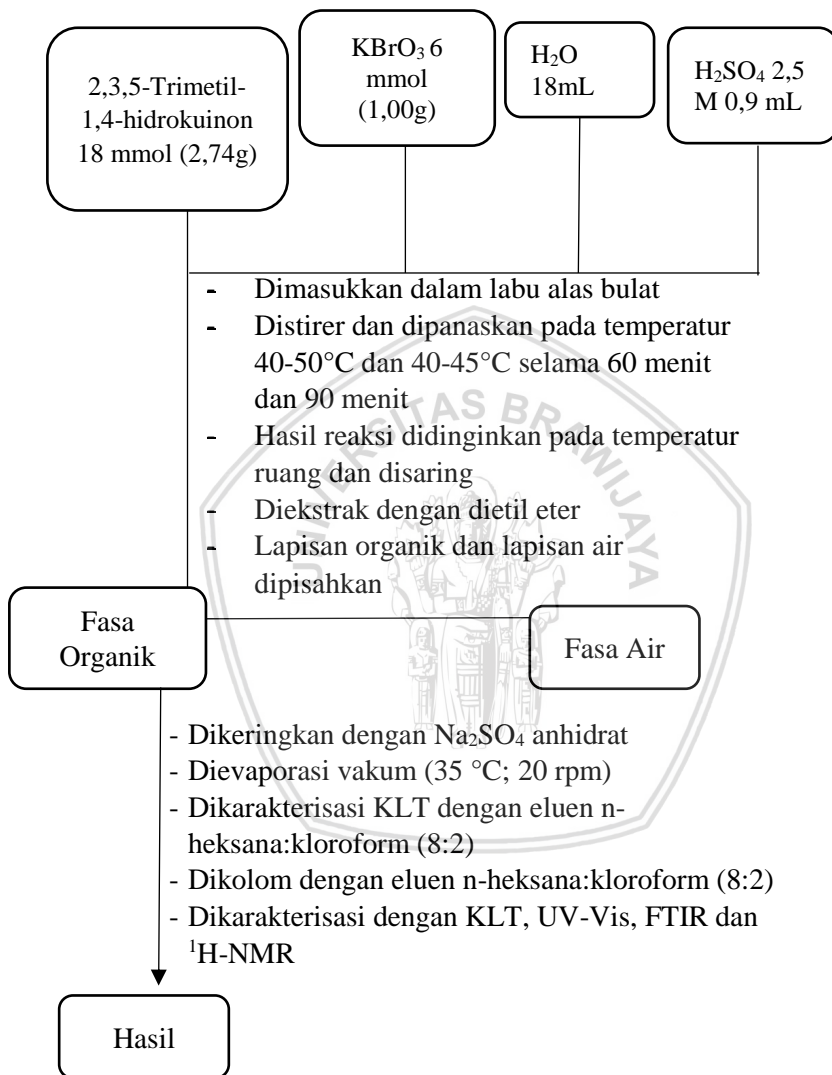 2,3,5-Trimetil-
1,4-hidrokuinon
18 mmol (2,74g)
KBrO₃ 6
mmol
(1,00g)
H₂O
18mL
H₂SO₄ 2,5
M 0,9 mL
- Dimasukkan dalam labu alas bulat
- Distirer dan dipanaskan pada temperatur
40-50°C dan 40-45°C selama 60 menit
dan 90 menit
- Hasil reaksi didinginkan pada temperatur
ruang dan disaring
- Diekstrak dengan dietil eter
- Lapisan organik dan lapisan air
dipisahkan
UNIVERSITAS BRAWIJAYA
Fasa
Organik
Fasa Air
- Dikeringkan dengan Na₂SO₄ anhidrat
- Dievaporasi vakum (35 °C; 20 rpm)
- Dikarakterisasi KLT dengan eluen n-
heksana:kloroform (8:2)
- Dikolom dengan eluen n-heksana:kloroform (8:2)
- Dikarakterisasi dengan KLT, UV-Vis, FTIR dan
¹H-NMR
Hasil